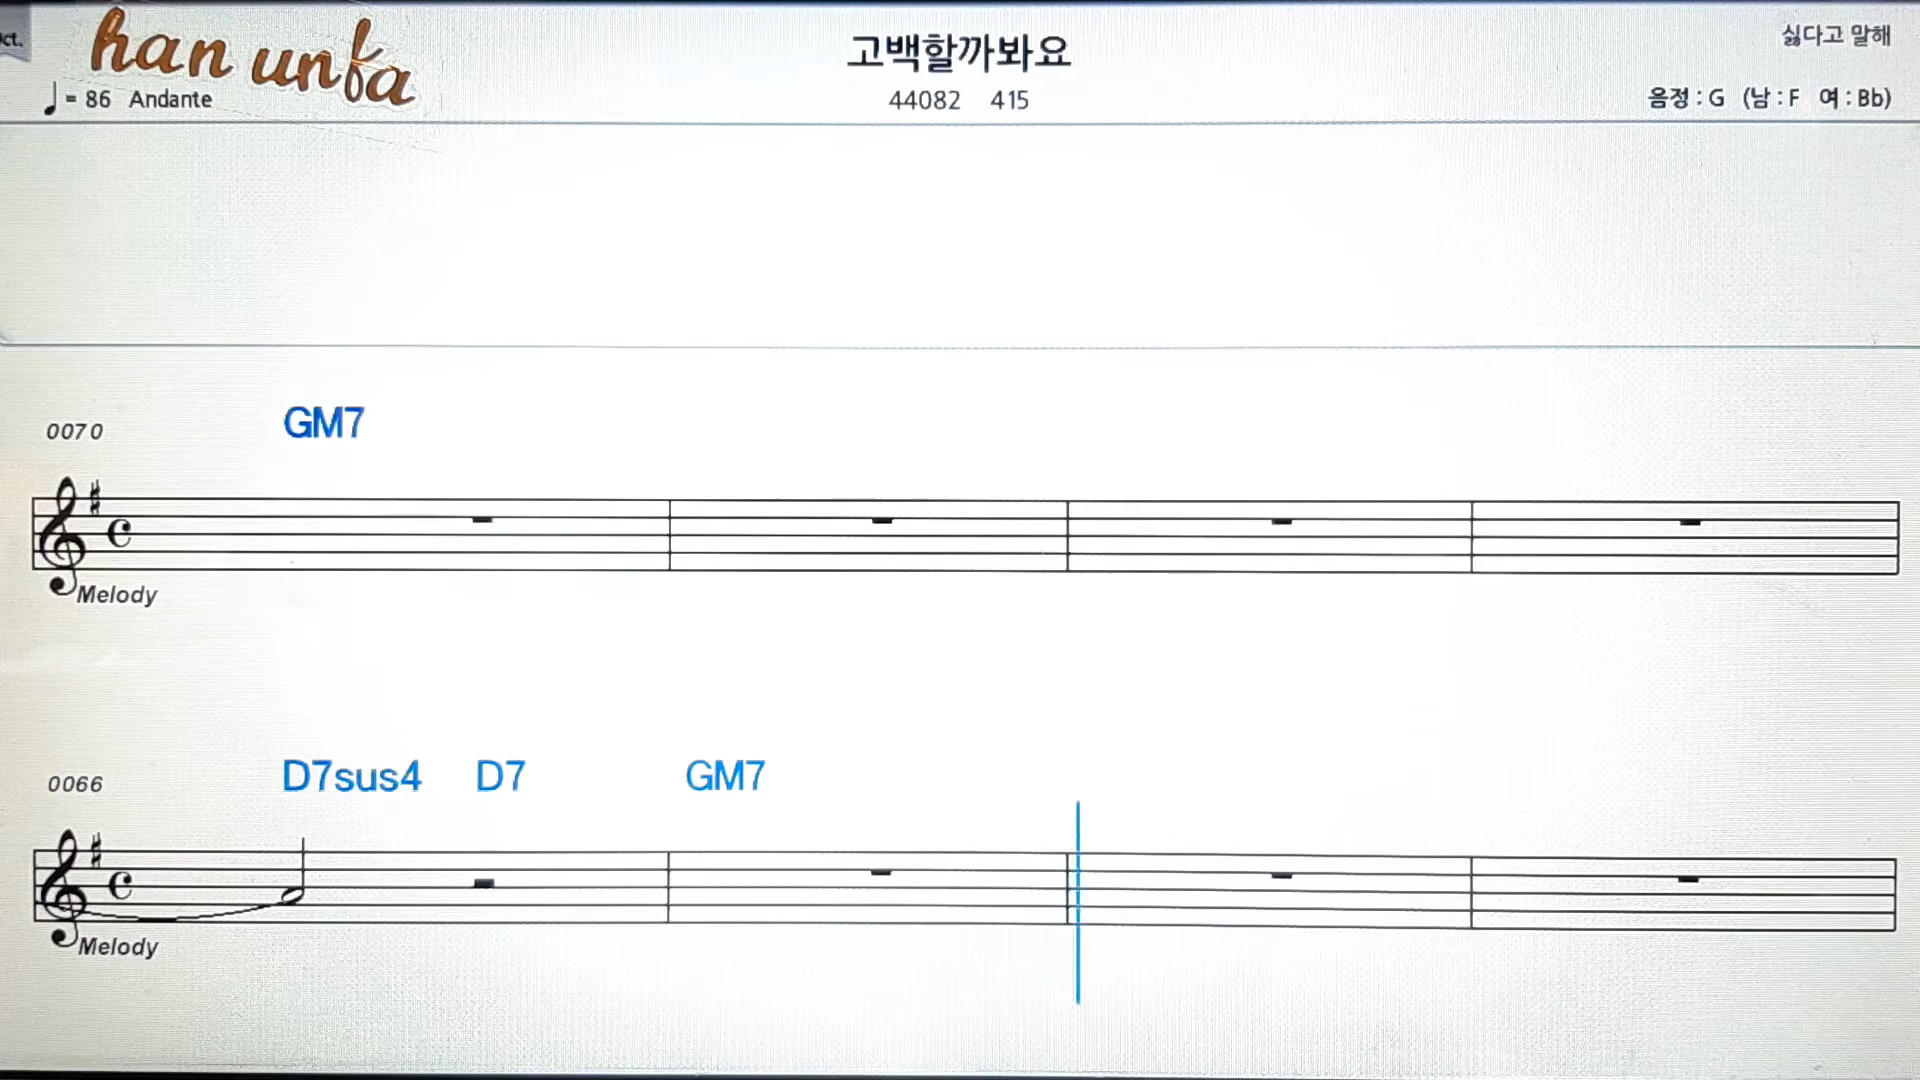 Oct.
han unfa
고백할까봐요
싫다고 말해
= 86 Andante
44082 415
음정 : G (남 : F 여 : Bb)
0070
GM7
Melody
0066
D7sus4 D7 GM7
Melody